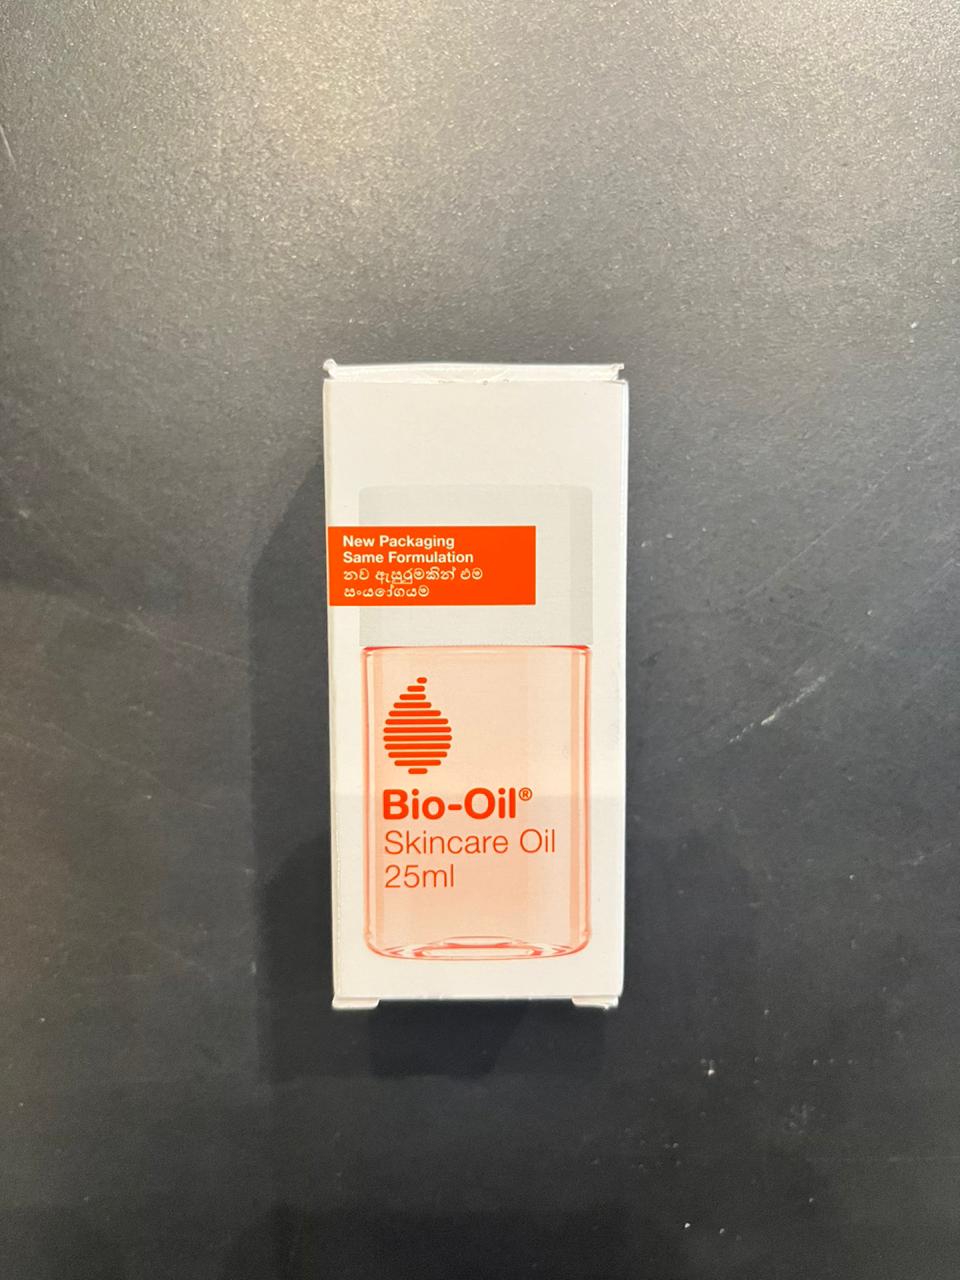 New Packaging
Same Formulation
නව ඇසුරුමකින් එම
සංයෝගයම
Bio-Oil®
Skincare Oil
25ml